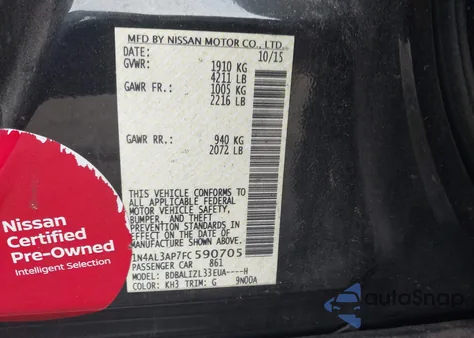 MFD BY NISSAN MOTOR CO., LTD.
DATE: 10/15
GVWR: 1910 KG
4211 LB
GAWR FR.: 1005 KG
2216 LB
GAWR RR.: 940 KG
2072 LB
THIS VEHICLE CONFORMS TO
ALL APPLICABLE FEDERAL
MOTOR VEHICLE SAFETY,
BUMPER, AND THEFT
PREVENTION STANDARDS IN
EFFECT ON THE DATE OF
MANUFACTURE SHOWN ABOVE.
1N4AL3AP7FC590705
PASSENGER CAR 861
MODEL: BDBALIZL33EUA----H
COLOR: KH3 TRIM: G 9N00A
Nissan
Certified
Pre-Owned
Intelligent Selection
autoSnap